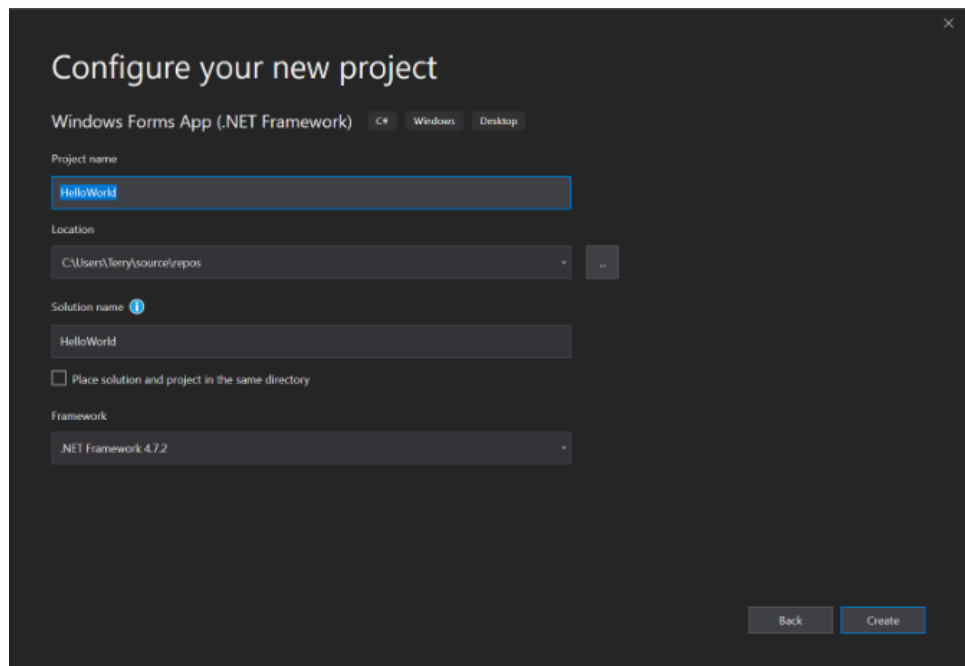 Configure your new project
Windows Forms App (.NET Framework) C# Windows Desktop
Project name
HelloWorld
Location
C:\Users\Terry\source\repos
...
Solution name
HelloWorld
Place solution and project in the same directory
Framework
.NET Framework 4.7.2
Back Create